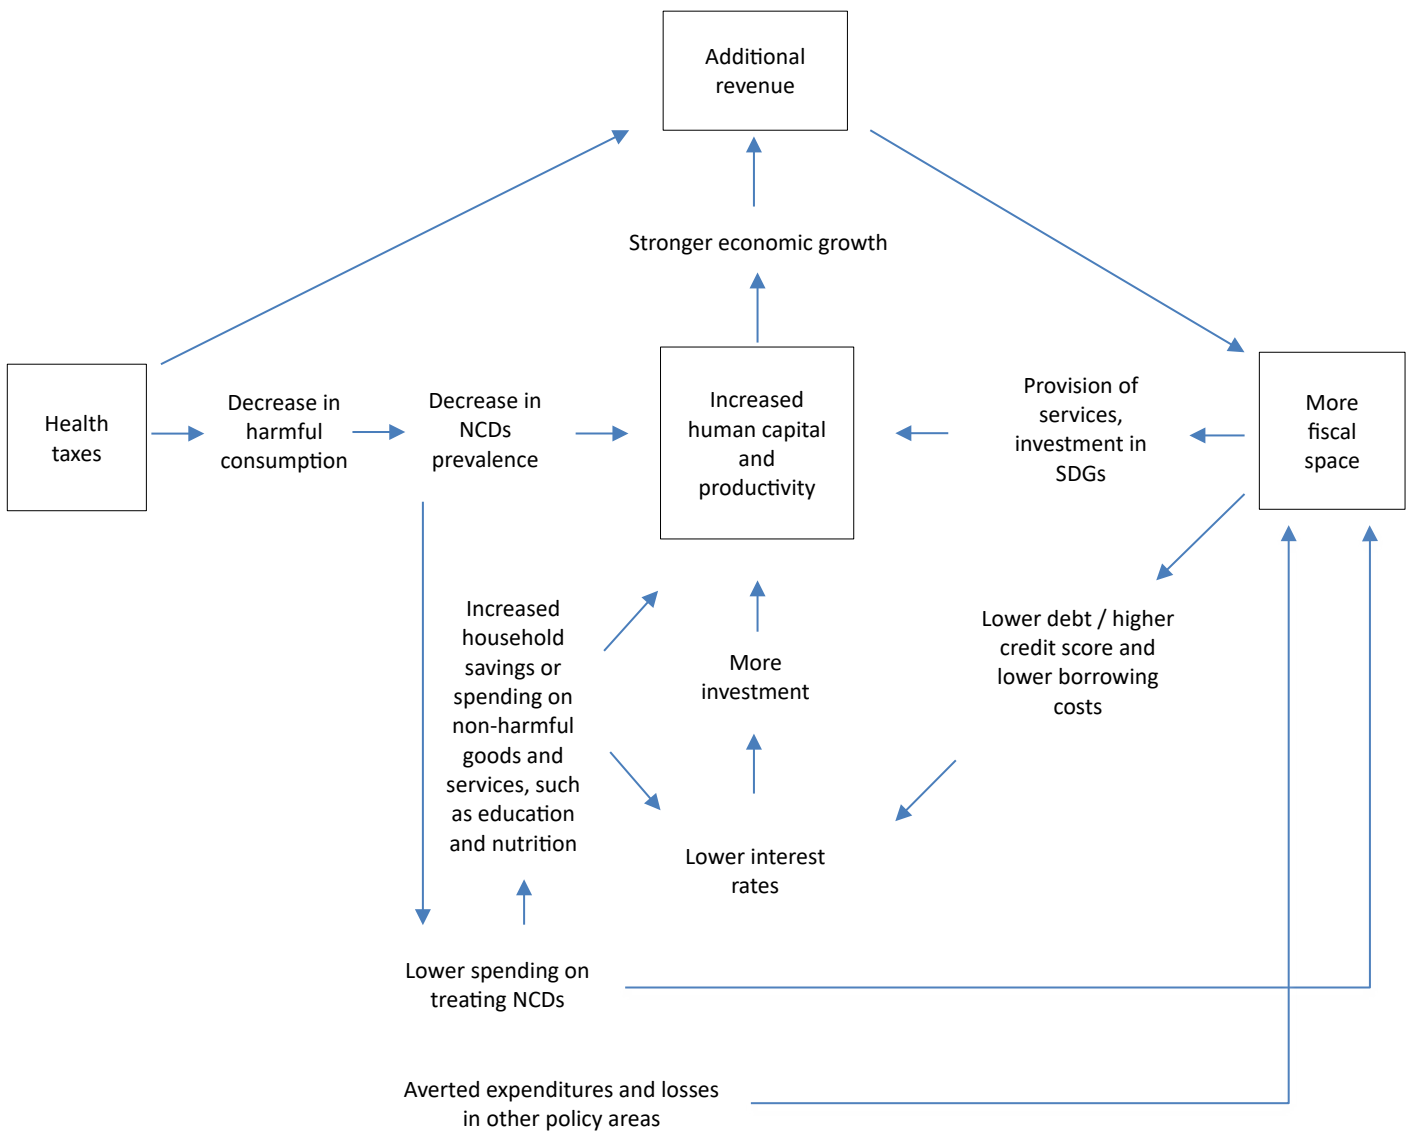 Additional
revenue
Stronger economic growth
Health
taxes
Decrease in
harmful
consumption
Decrease in
NCDs
prevalence
Increased
human capital
and
productivity
Provision of
services,
investment in
SDGs
More
fiscal
space
Increased
household
savings or
spending on
non-harmful
goods and
services, such
as education
and nutrition
More
investment
Lower debt / higher
credit score and
lower borrowing
costs
Lower interest
rates
Lower spending on
treating NCDs
Averted expenditures and losses
in other policy areas